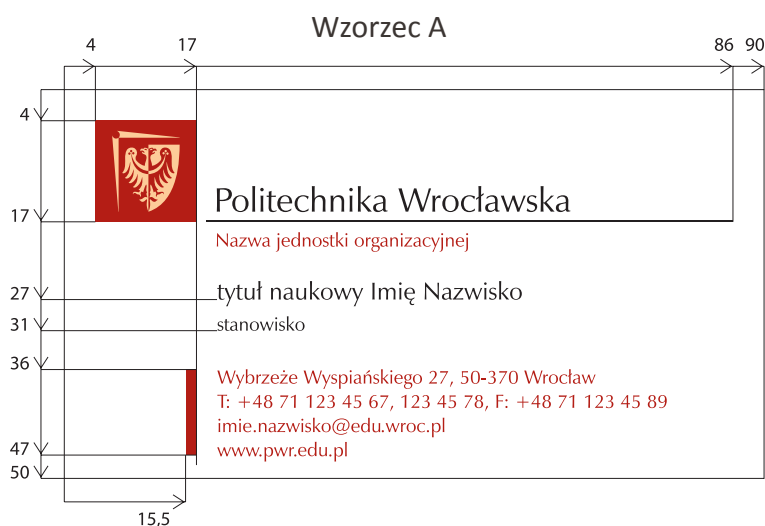 Wzorzec A
4 17 86 90
4
Politechnika Wrocławska
17
Nazwa jednostki organizacyjnej
27 tytuł naukowy Imię Nazwisko
31 stanowisko
36
Wybrzeże Wyspiańskiego 27, 50-370 Wrocław
T: +48 71 123 45 67, 123 45 78, F: +48 71 123 45 89
imie.nazwisko@edu.wroc.pl
47 www.pwr.edu.pl
50
15,5